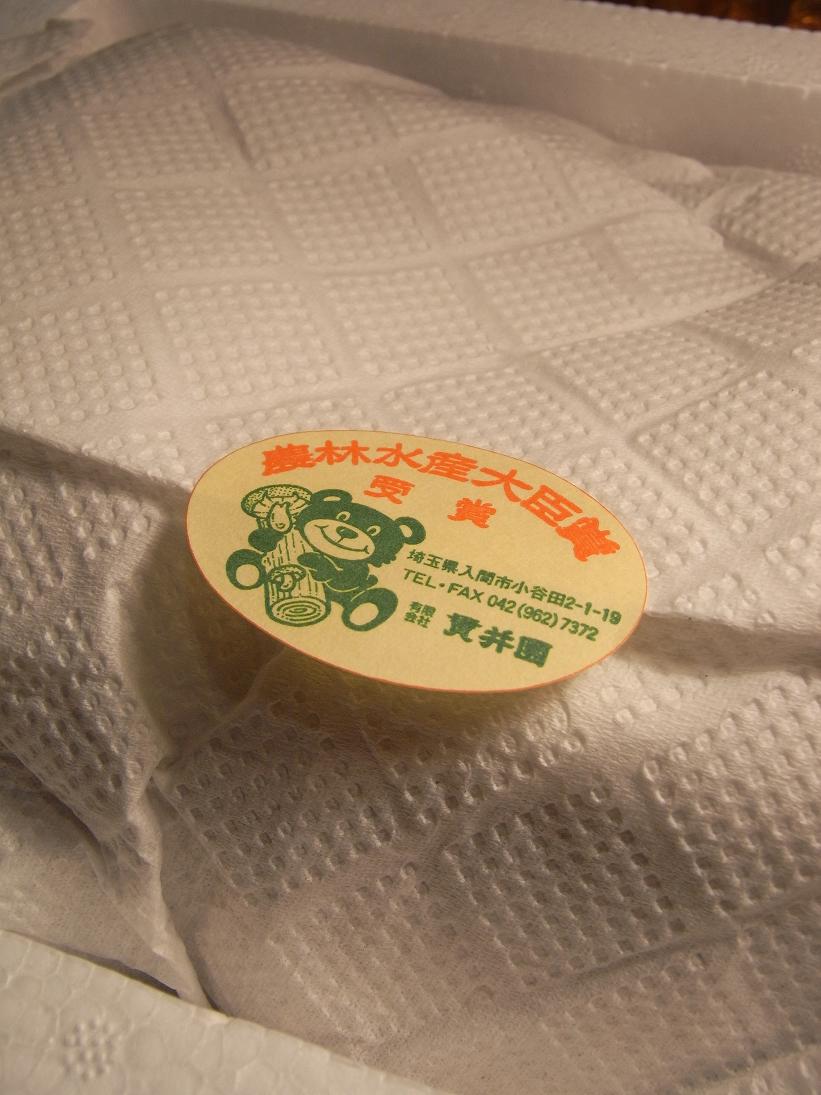 農林水産大臣賞
受賞
埼玉県入間市小谷田2-1-19
TEL・FAX 042(962)7372
有限会社 貫井園